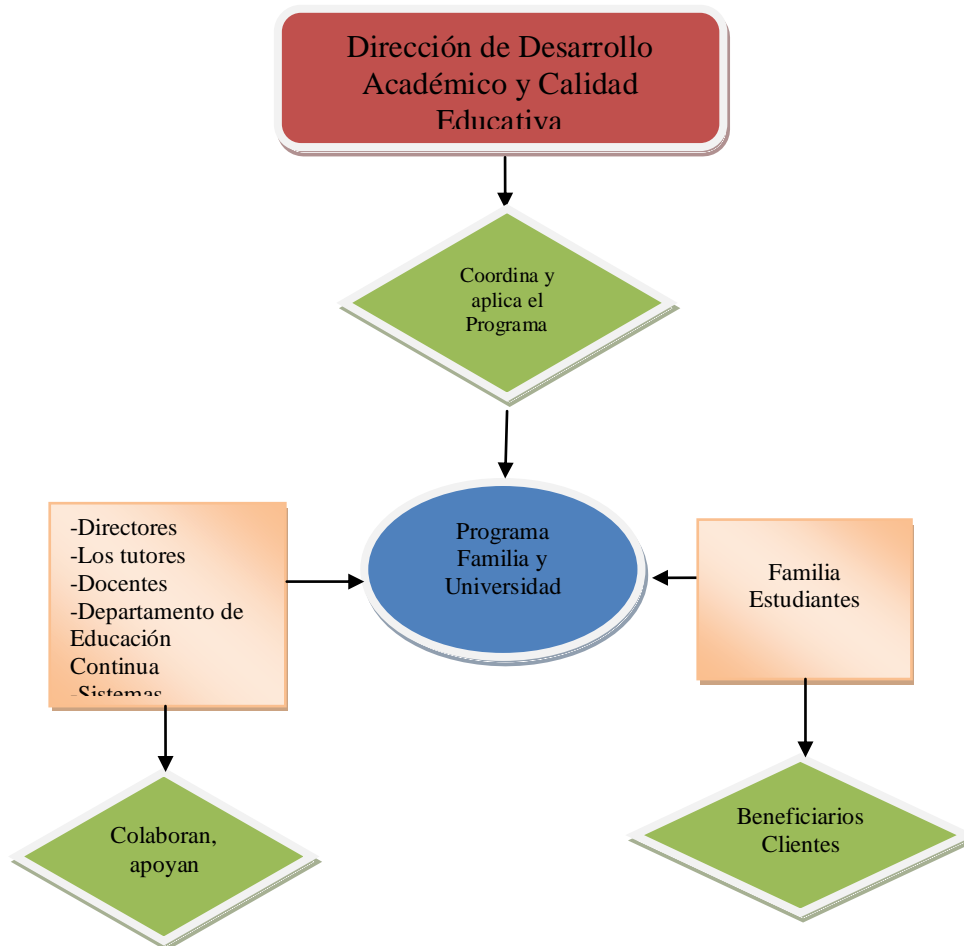 Dirección de Desarrollo
Académico y Calidad
Educativa
Coordina y
aplica el
Programa
Programa
Familia y
Universidad
-Directores
-Los tutores
-Docentes
-Departamento de
Educación
Continua
-Sistemas
Familia
Estudiantes
Colaboran,
apoyan
Beneficiarios
Clientes